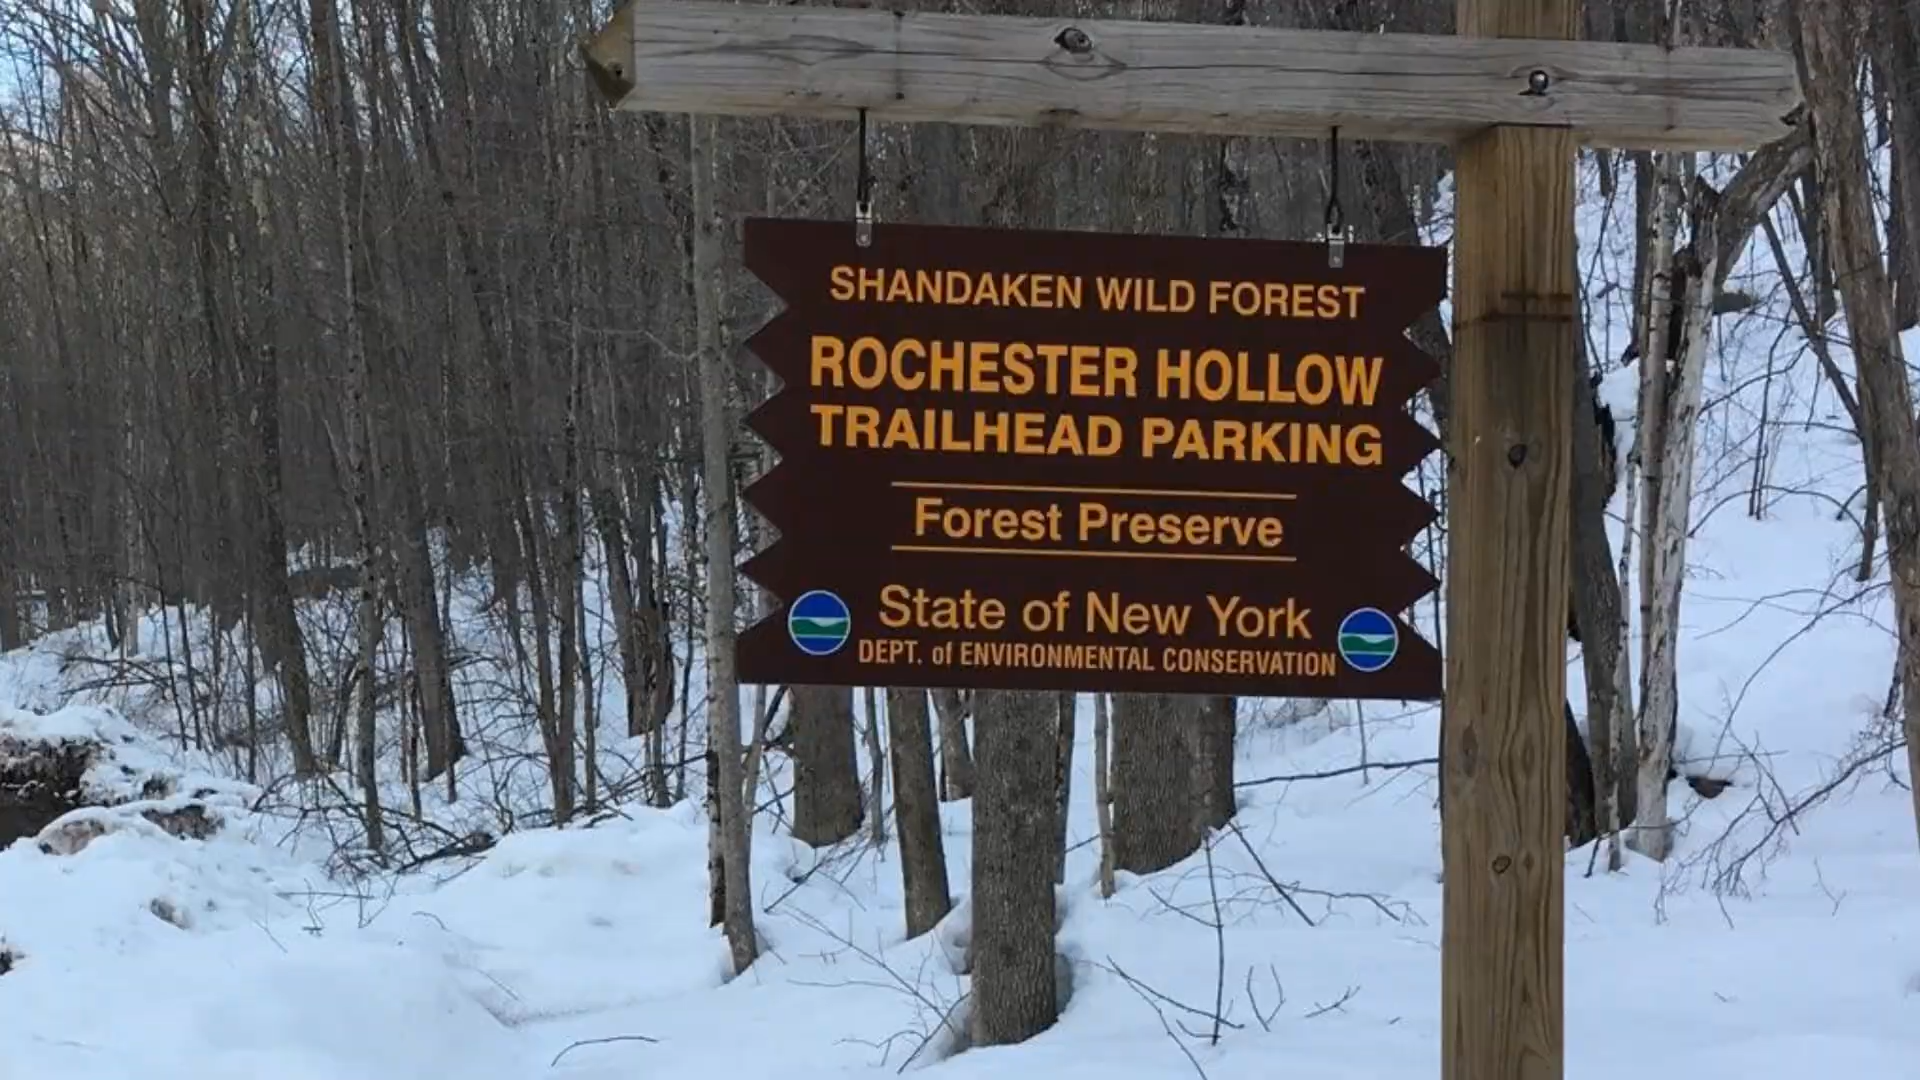 SHANDAKEN WILD FOREST
ROCHESTER HOLLOW
TRAILHEAD PARKING
Forest Preserve
State of New York
DEPT. of ENVIRONMENTAL CONSERVATION